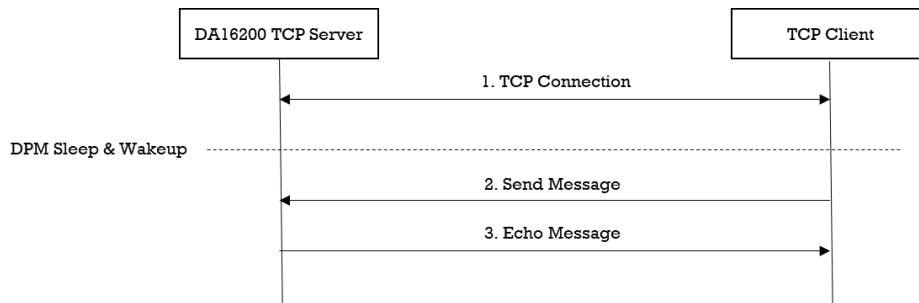 DA16200 TCP Server
TCP Client
1. TCP Connection
DPM Sleep & Wakeup
2. Send Message
3. Echo Message